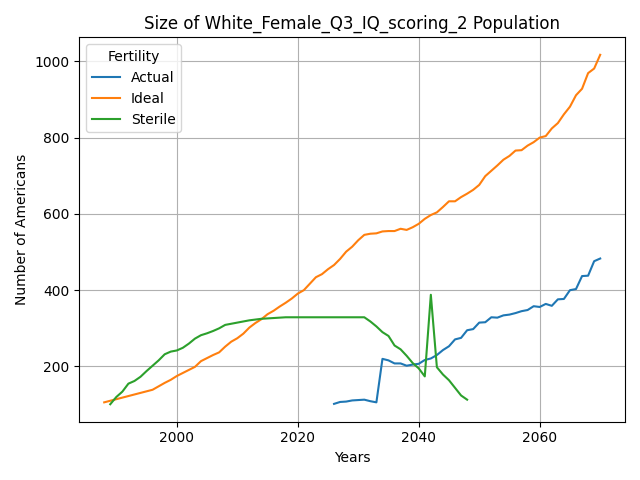 Size of White_Female_Q3_IQ_scoring_2 Population
Fertility
Actual
Ideal
Sterile
Number of Americans
1000
800
600
400
200
2000
2020
2040
2060
Years